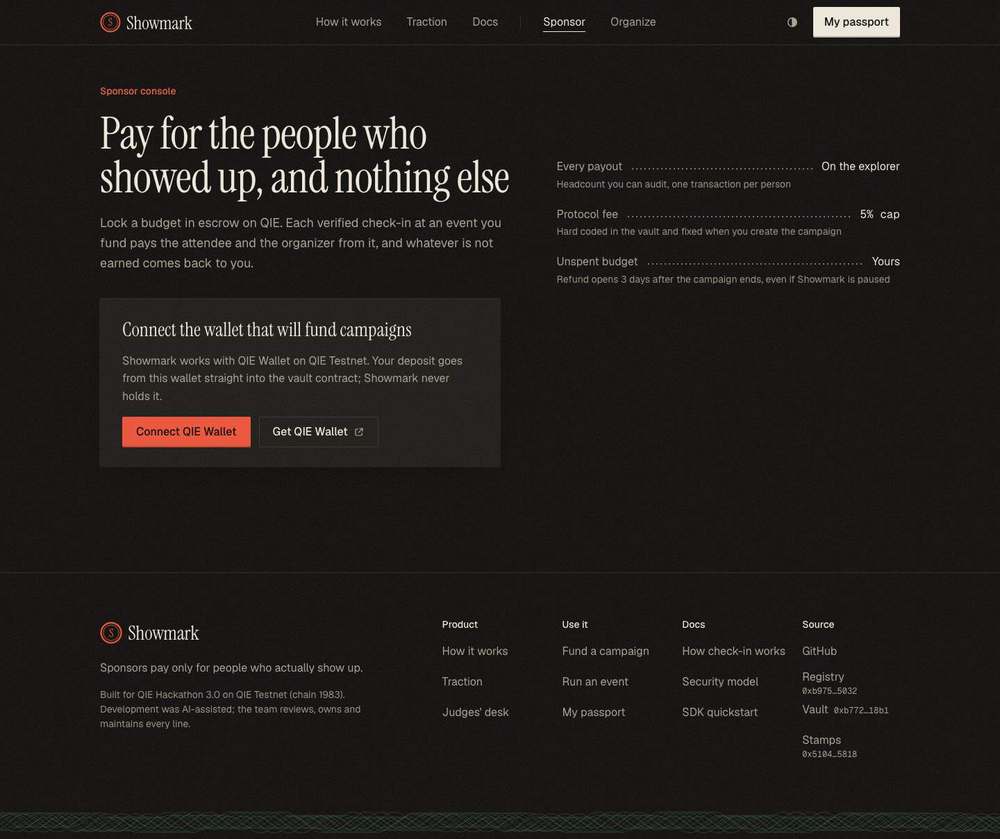 Showmark
How it works
Traction
Docs
Sponsor
Organize
My passport
Sponsor console
Pay for the people who
showed up, and nothing else
Lock a budget in escrow on QIE. Each verified check-in at an event you
fund pays the attendee and the organizer from it, and whatever is not
earned comes back to you.
Every payout On the explorer
Headcount you can audit, one transaction per person
Protocol fee 5% cap
Hard coded in the vault and fixed when you create the campaign
Unspent budget Yours
Refund opens 3 days after the campaign ends, even if Showmark is paused
Connect the wallet that will fund campaigns
Showmark works with QIE Wallet on QIE Testnet. Your deposit goes
from this wallet straight into the vault contract; Showmark never
holds it.
Connect QIE Wallet
Get QIE Wallet
Showmark
Sponsors pay only for people who actually show up.
Built for QIE Hackathon 3.0 on QIE Testnet (chain 1983).
Development was AI-assisted; the team reviews, owns and
maintains every line.
Product
How it works
Traction
Judges' desk
Use it
Fund a campaign
Run an event
My passport
Docs
How check-in works
Security model
SDK quickstart
Source
GitHub
Registry
0xb975…5032
Vault 0xb772…18b1
Stamps
0x5104…5818